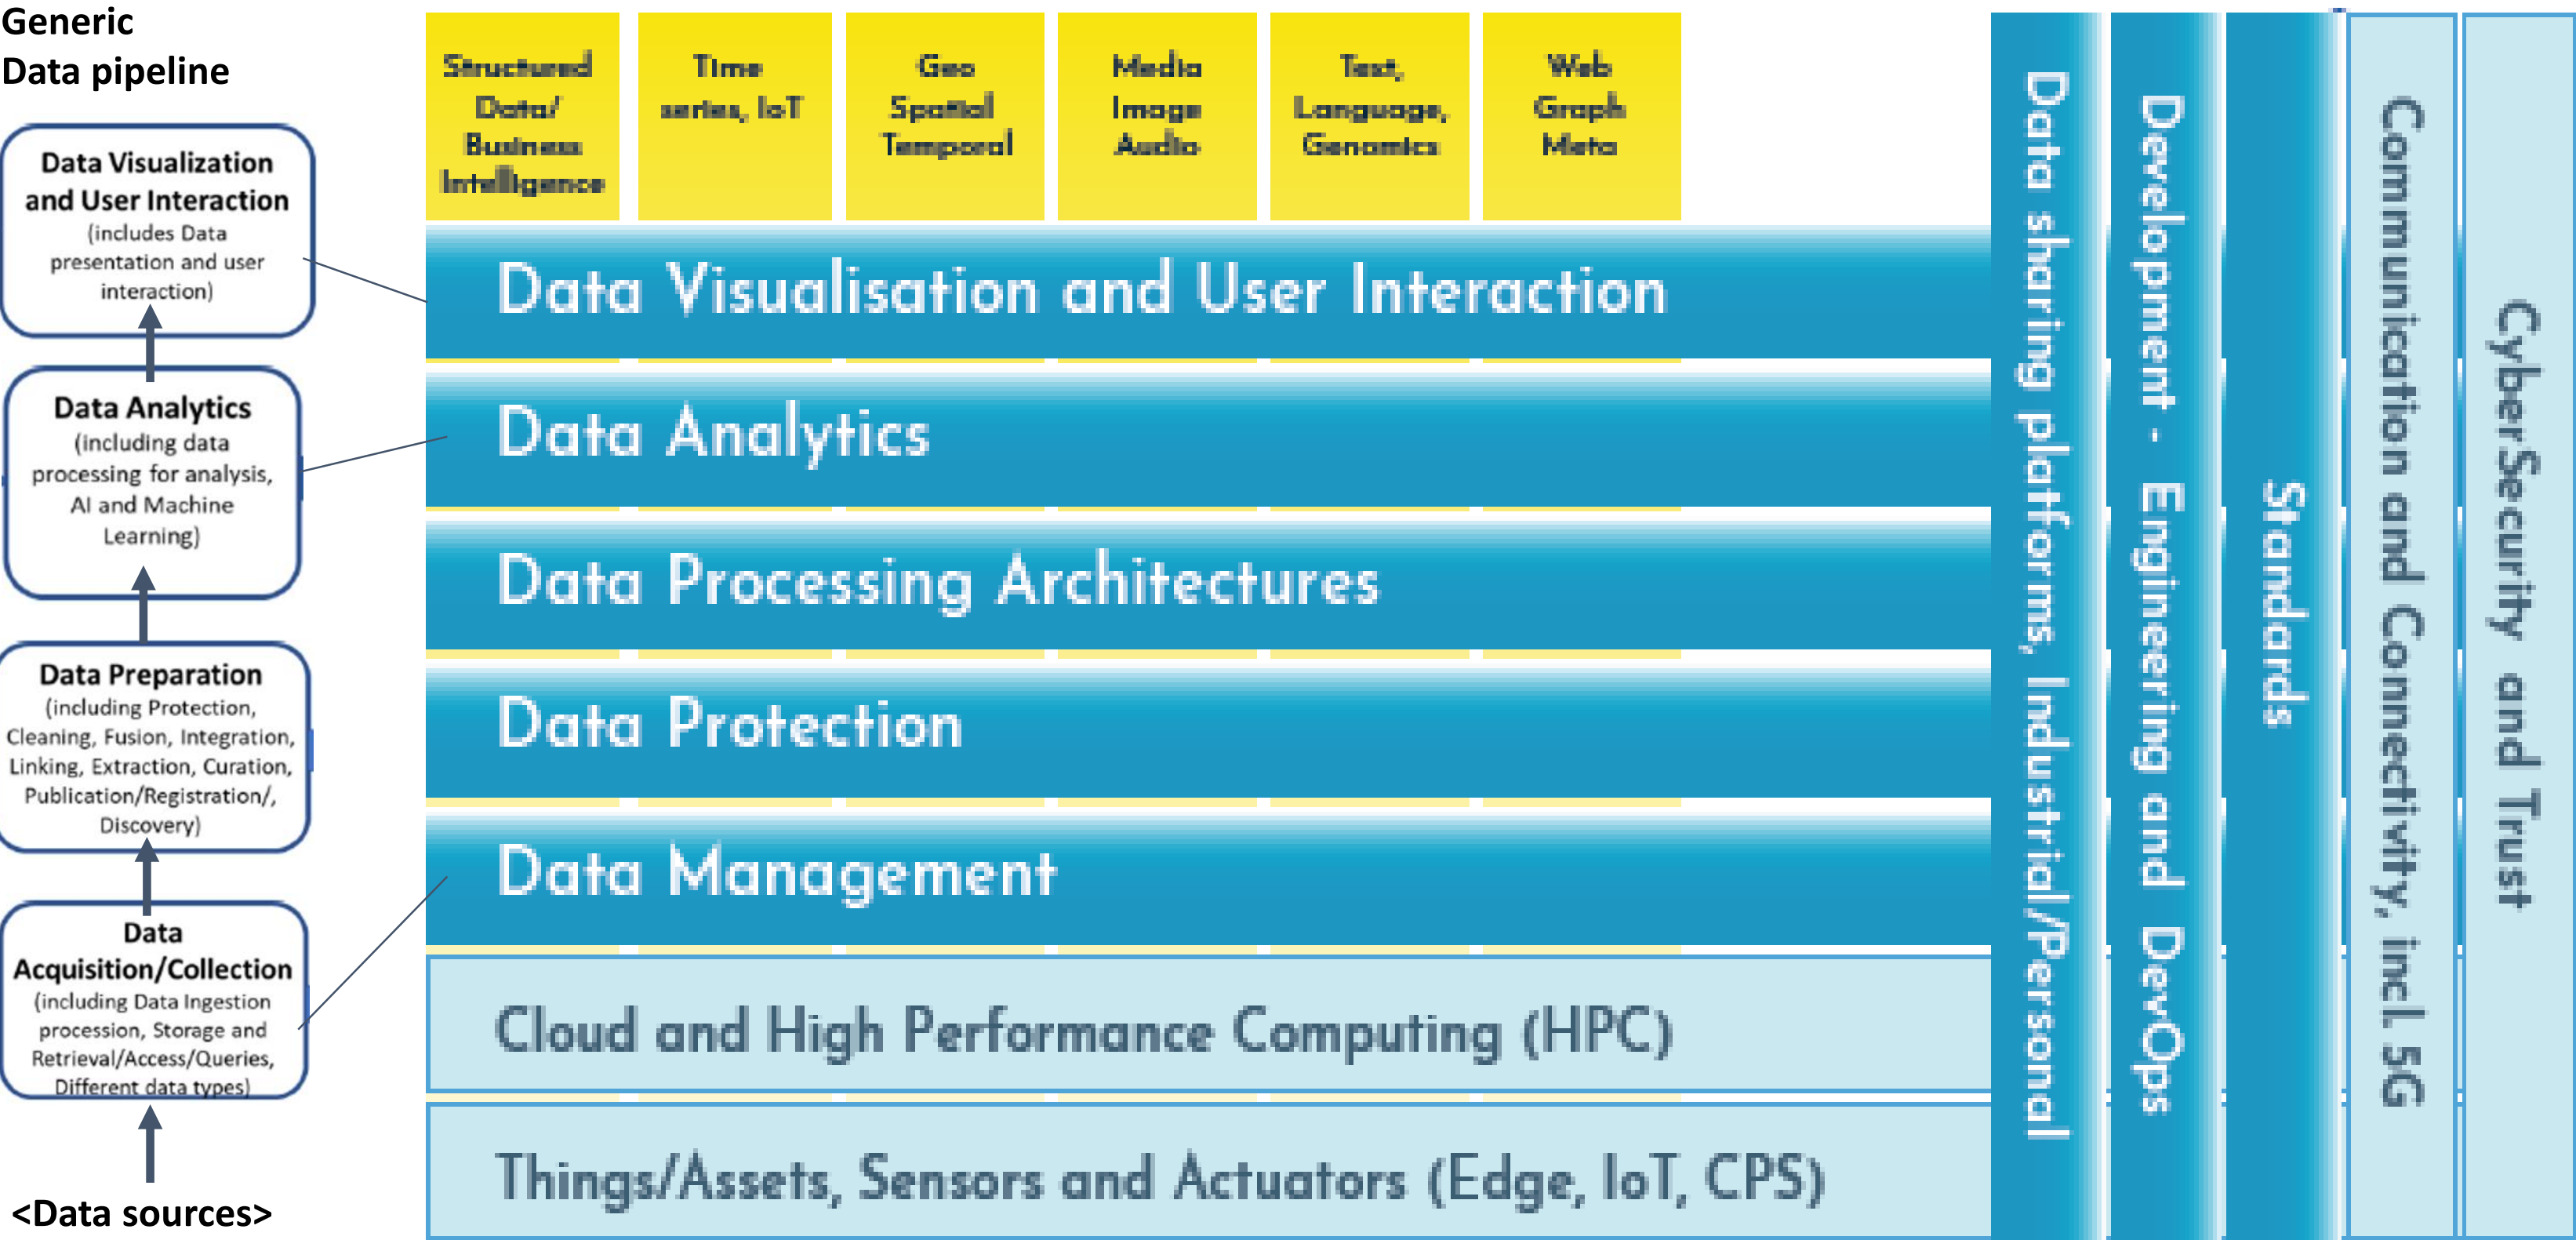 Generic
Data pipeline
Data Visualization
and User Interaction
(includes Data
presentation and user
interaction)
Data Analytics
(including data
processing for analysis,
AI and Machine
Learning)
Data Preparation
(including Protection,
Cleaning, Fusion, Integration,
Linking, Extraction, Curation,
Publication/Registration/,
Discovery)
Data
Acquisition/Collection
(including Data Ingestion
procession, Storage and
Retrieval/Access/Queries,
Different data types)
<Data sources>
Structured
Data/
Business
Intelligence
Time
series, IoT
Geo
Spatial
Temporal
Media
Image
Audio
Text,
Language,
Genomics
Web
Graph
Meta
Data Visualisation and User Interaction
Data Analytics
Data Processing Architectures
Data Protection
Data Management
Cloud and High Performance Computing (HPC)
Things/Assets, Sensors and Actuators (Edge, IoT, CPS)
Data sharing platforms, Industrial/Personal
Development - Engineering and DevOps
Standards
Communication and Connectivity, incl. 5G
CyberSecurity and Trust